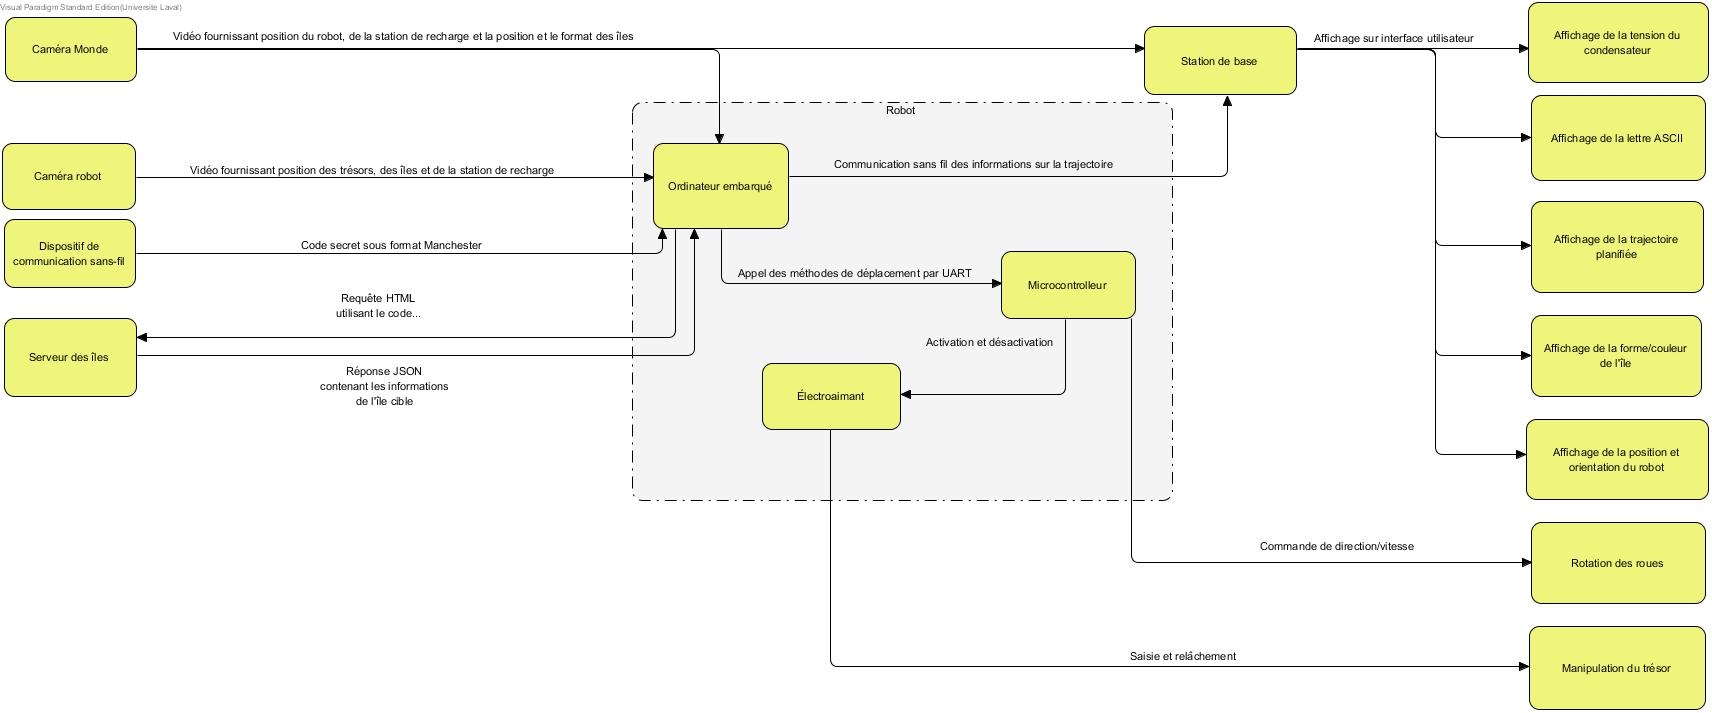 Visual Paradigm Standard Edition(Universite Laval)
Caméra Monde
Vidéo fournissant position du robot, de la station de recharge et la position et le format des îles
Station de base
Affichage sur interface utilisateur
Affichage de la tension du
condensateur
Robot
Affichage de la lettre ASCII
Caméra robot
Vidéo fournissant position des trésors, des îles et de la station de recharge
Ordinateur embarqué
Communication sans fil des informations sur la trajectoire
Dispositif de
communication sans-fil
Code secret sous format Manchester
Affichage de la trajectoire
planifiée
Appel des méthodes de déplacement par UART
Microcontrolleur
Requête HTML
utilisant le code...
Serveur des îles
Activation et désactivation
Affichage de la forme/couleur
de l'île
Réponse JSON
contenant les informations
de l'île cible
Électroaimant
Affichage de la position et
orientation du robot
Commande de direction/vitesse
Rotation des roues
Saisie et relâchement
Manipulation du trésor